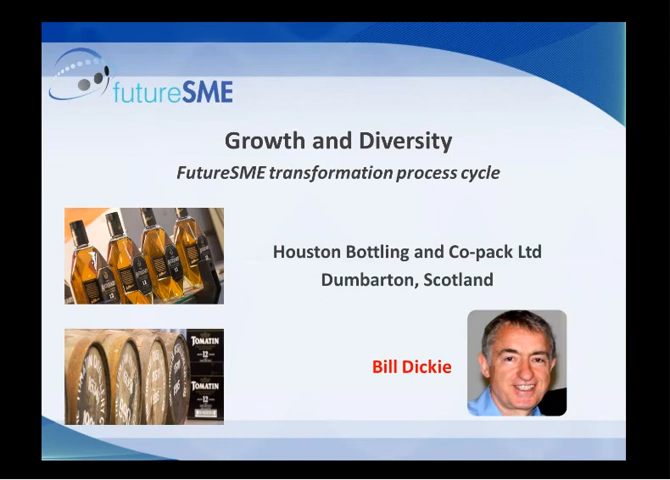 futureSME
Growth and Diversity
FutureSME transformation process cycle
Houston Bottling and Co-pack Ltd
Dumbarton, Scotland
TOMATIN
12
TOMATIN
12
Bill Dickie